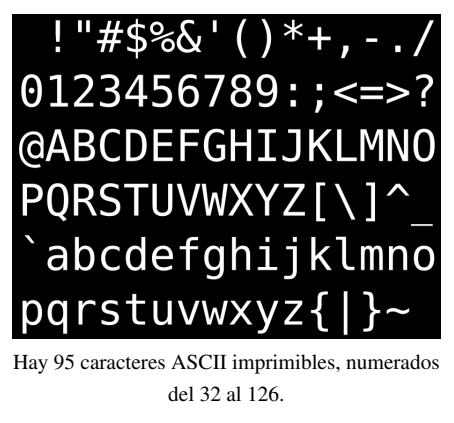 !"#$%&'()*+,-./
0123456789:;<=>?
@ABCDEFGHIJKLMNO
PQRSTUVWXYZ[\]^_
`abcdefghijklmno
pqrstuvwxyz{|}~
Hay 95 caracteres ASCII imprimibles, numerados
del 32 al 126.